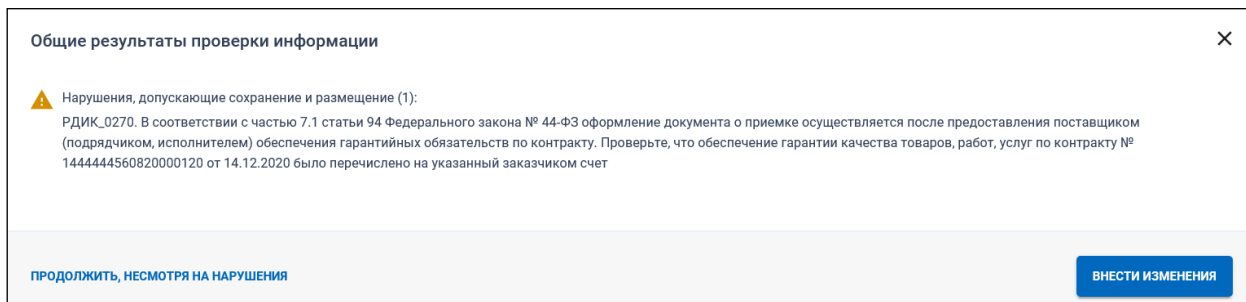 Общие результаты проверки информации
Нарушения, допускающие сохранение и размещение (1):
РДИК_0270. В соответствии с частью 7.1 статьи 94 Федерального закона № 44-ФЗ оформление документа о приемке осуществляется после предоставления поставщиком
(подрядчиком, исполнителем) обеспечения гарантийных обязательств по контракту. Проверьте, что обеспечение гарантии качества товаров, работ, услуг по контракту №
1444444560820000120 от 14.12.2020 было перечислено на указанный заказчиком счет
ПРОДОЛЖИТЬ, НЕСМОТРЯ НА НАРУШЕНИЯ
ВНЕСТИ ИЗМЕНЕНИЯ